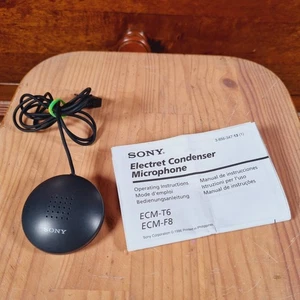 SONY
SONY
Electret Condenser
Microphone
Operating Instructions
Mode d'emploi
Bedienungsanleitung
Manual de instrucciones
Istruzioni per l'uso
Manual de instruções
ECM-T6
ECM-F8